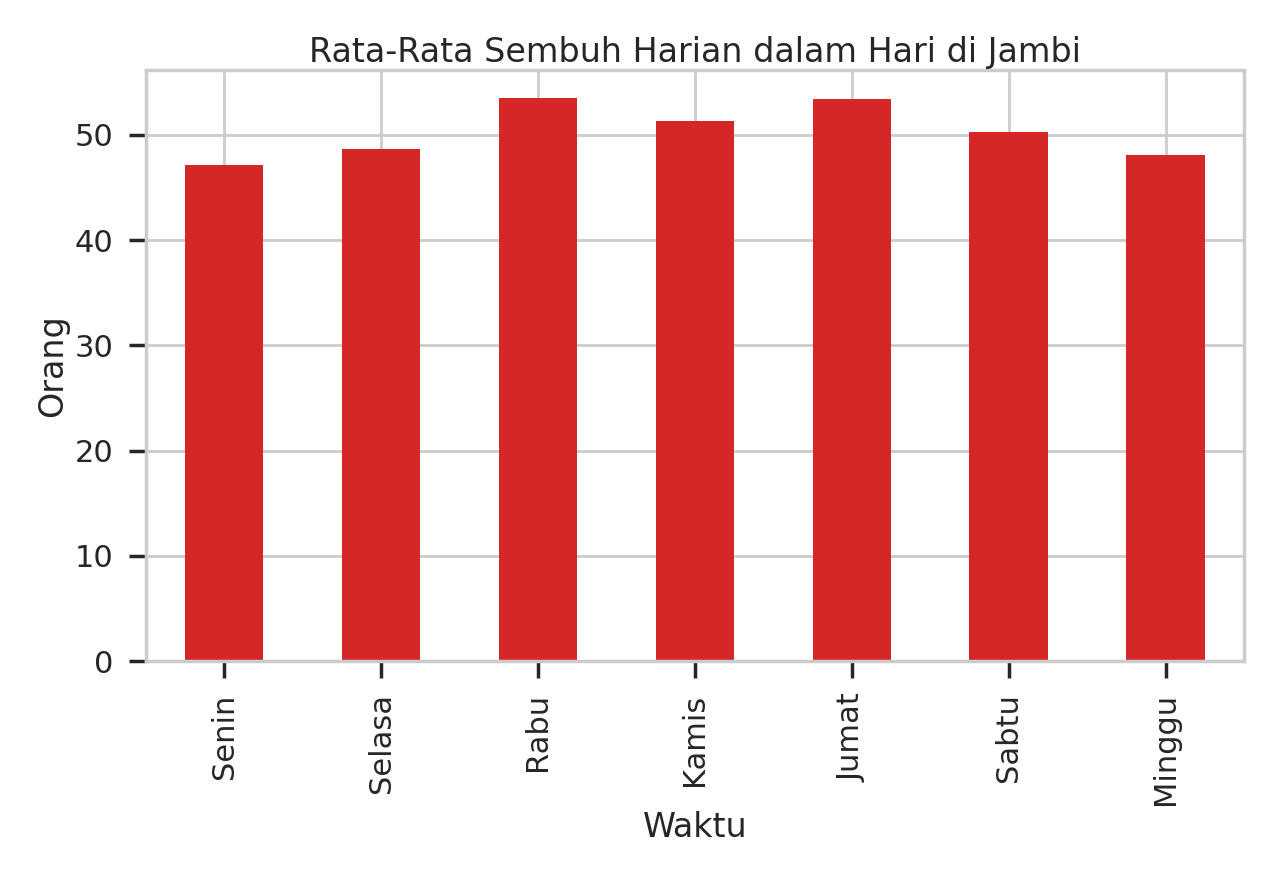 Rata-Rata Sembuh Harian dalam Hari di Jambi
Orang
50
40
30
20
10
0
Senin
Selasa
Rabu
Kamis
Jumat
Sabtu
Minggu
Waktu